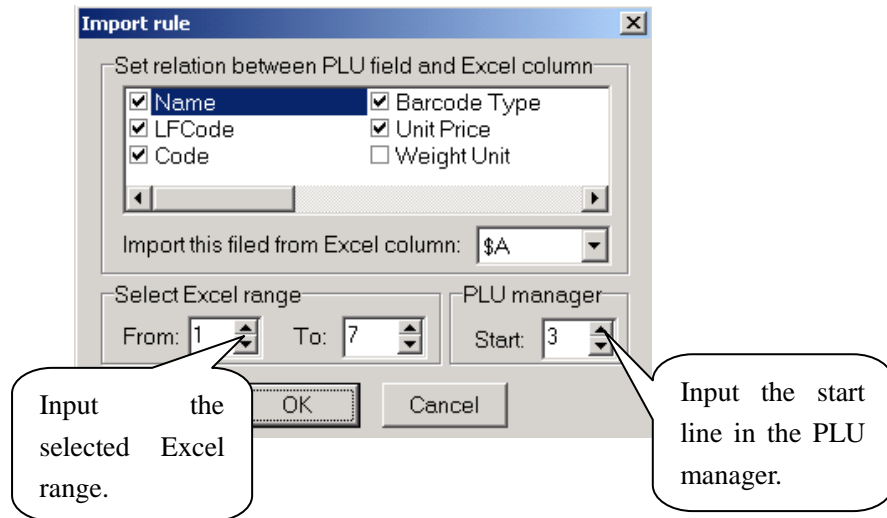 Import rule
Set relation between PLU field and Excel column
Name
Barcode Type
LFCode
Unit Price
Code
Weight Unit
Import this filed from Excel column: $A
Select Excel range
PLU manager
From: 1 To: 7
Start: 3
OK
Cancel
Input the
selected Excel
range.
Input the start
line in the PLU
manager.